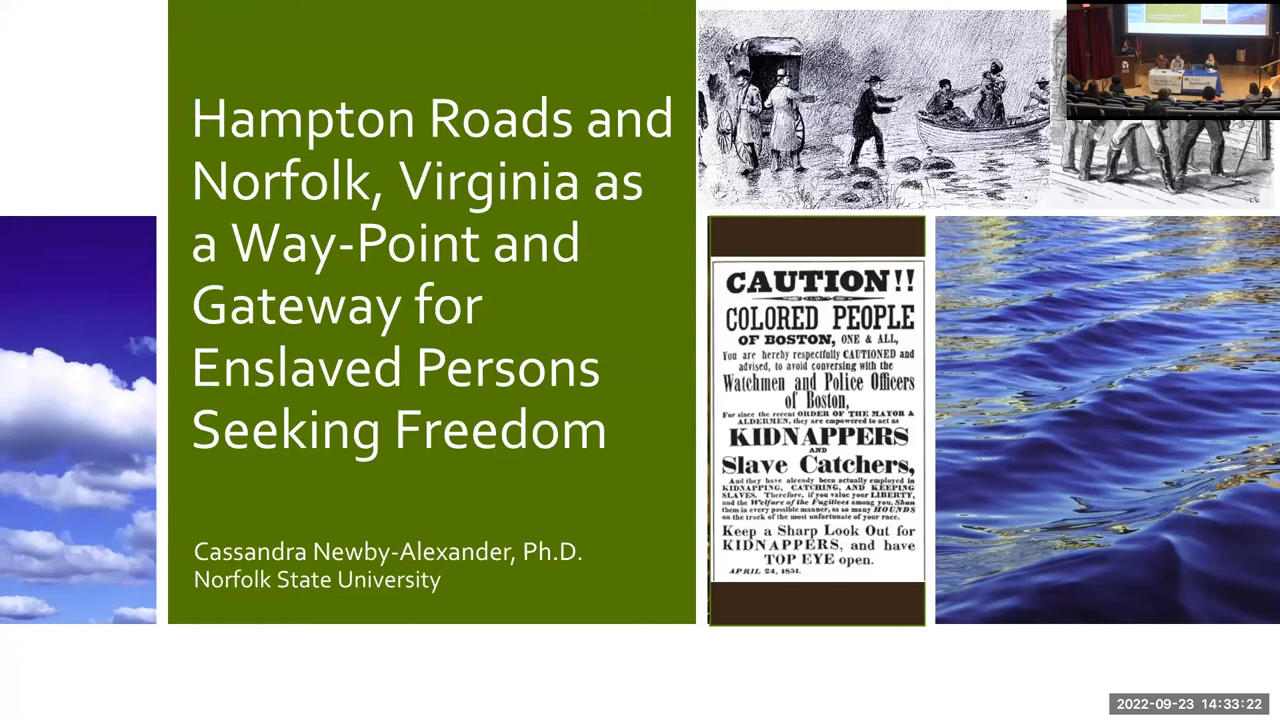 Hampton Roads and
Norfolk, Virginia as
a Way-Point and
Gateway for
Enslaved Persons
Seeking Freedom
Cassandra Newby-Alexander, Ph.D.
Norfolk State University
CAUTION!!
COLORED PEOPLE
OF BOSTON, ONE & ALL,
You are hereby respectfully CAUTIONED and
advised, to avoid conversing with the
Watchmen and Police Officers
of Boston,
For since the recent ORDER OF THE MAYOR &
ALDERMEN, they are empowered to act as
KIDNAPPERS
AND
Slave Catchers,
And they have already been actually employed in
KIDNAPPING, CATCHING, AND KEEPING
SLAVES. Therefore, if you value your LIBERTY,
and the Welfare of the Fugitives among you, Shun
them in every possible manner, as so many HOUNDS
on the track of the most unfortunate of your race.
Keep a Sharp Look Out for
KIDNAPPERS, and have
TOP EYE open.
APRIL 24, 1851.
2022-09-23 14:33:22